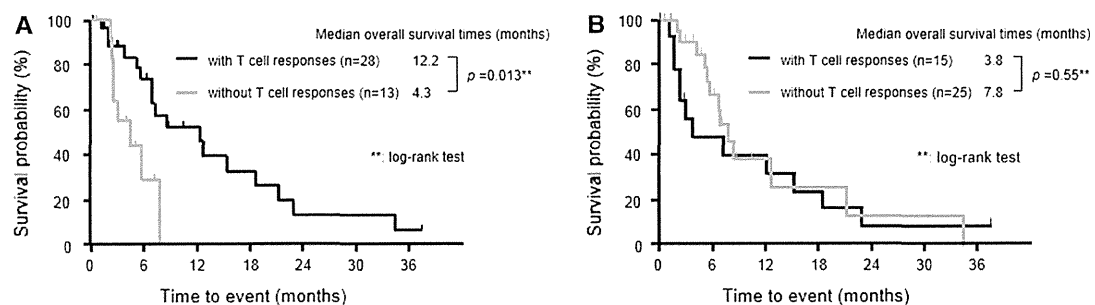 A
Survival probability (%)
100
80
60
40
20
0
Median overall survival times (months)
with T cell responses (n=28) 12.2
without T cell responses (n=13) 4.3
p =0.013**
**: log-rank test
0 6 12 18 24 30 36
Time to event (months)
B
Survival probability (%)
100
80
60
40
20
0
Median overall survival times (months)
with T cell responses (n=15) 3.8
without T cell responses (n=25) 7.8
p =0.55**
**: log-rank test
0 6 12 18 24 30 36
Time to event (months)